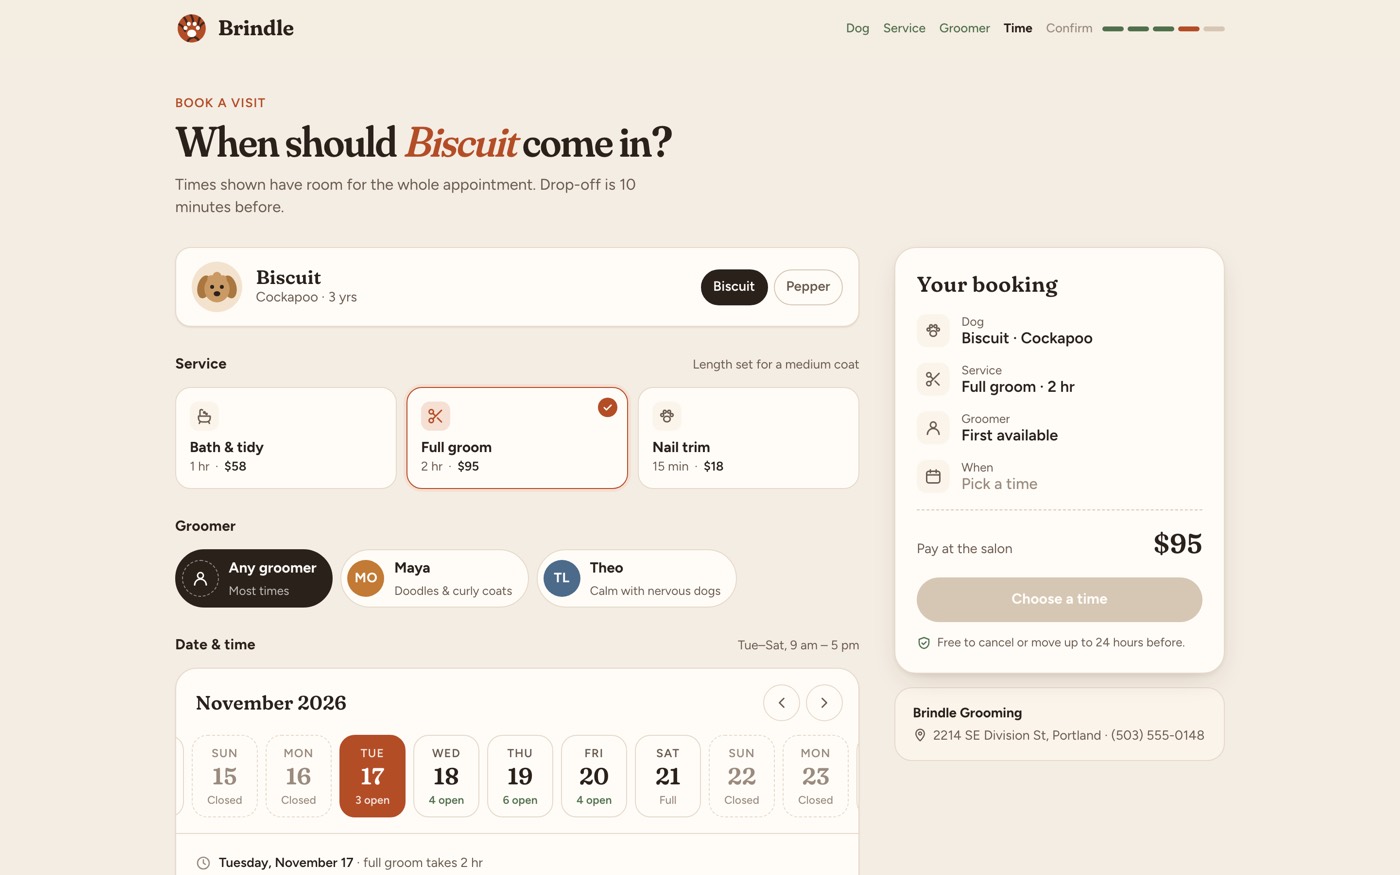 Brindle
Dog Service Groomer Time Confirm
BOOK A VISIT
When should Biscuit come in?
Times shown have room for the whole appointment. Drop-off is 10
minutes before.
Biscuit
Cockapoo · 3 yrs
Biscuit
Pepper
Service
Length set for a medium coat
Bath & tidy
1 hr · $58
Full groom
2 hr · $95
Nail trim
15 min · $18
Groomer
Any groomer
Most times
MO
Maya
Doodles & curly coats
TL
Theo
Calm with nervous dogs
Date & time
Tue–Sat, 9 am – 5 pm
November 2026
SUN
15
Closed
MON
16
Closed
TUE
17
3 open
WED
18
4 open
THU
19
6 open
FRI
20
4 open
SAT
21
Full
SUN
22
Closed
MON
23
Closed
Tuesday, November 17 · full groom takes 2 hr
Your booking
Dog
Biscuit · Cockapoo
Service
Full groom · 2 hr
Groomer
First available
When
Pick a time
Pay at the salon
$95
Choose a time
Free to cancel or move up to 24 hours before.
Brindle Grooming
2214 SE Division St, Portland · (503) 555-0148